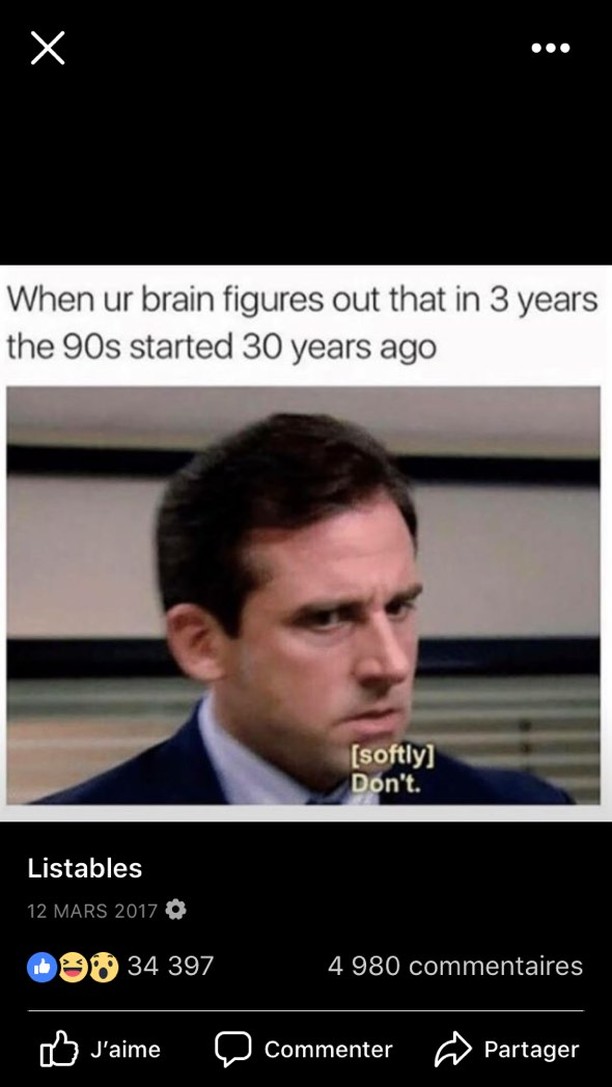 When ur brain figures out that in 3 years
the 90s started 30 years ago
[softly]
Don't.
Listables
12 MARS 2017
34 397
4 980 commentaires
J’aime
Commenter
Partager